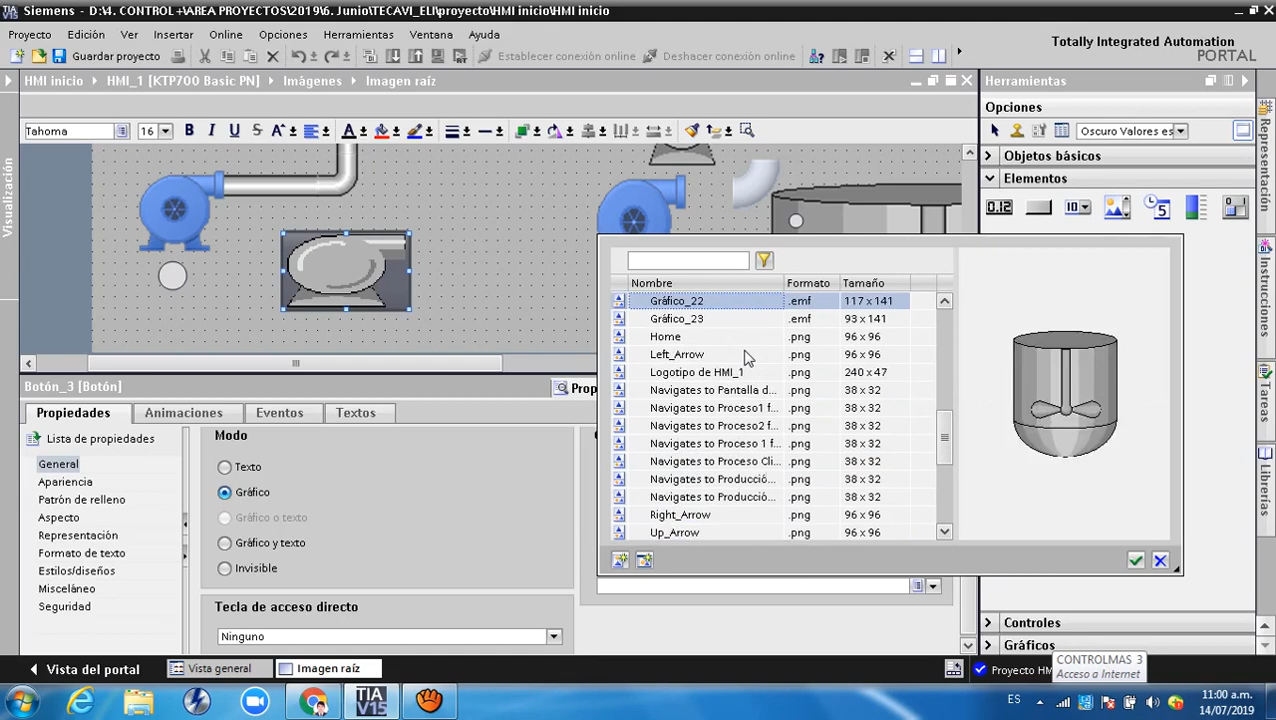 Siemens - D:\4. CONTROL +\AREA PROYECTOS\2019\6. Junio\TECAVI_ELI\proyecto\HMI inicio\HMI inicio
Proyecto Edición Ver Insertar Online Opciones Herramientas Ventana Ayuda
Totally Integrated Automation
PORTAL
Guardar proyecto Establecer conexión online Deshacer conexión online
HMI inicio HMI_1 [KTP700 Basic PN] Imágenes Imagen raíz
Herramientas
Opciones
Tahoma 16 B I U S A
Oscuro Valores es
Objetos básicos
Elementos
0.12 10 5
Visualización
Representación
Instrucciones
Tareas
Librerías
Nombre Formato Tamaño
Gráfico_22 .emf 117 x 141
Gráfico_23 .emf 93 x 141
Home .png 96 x 96
Left_Arrow .png 96 x 96
Logotipo de HMI_1 .png 240 x 47
Navigates to Pantalla d... .png 38 x 32
Navigates to Proceso1 f... .png 38 x 32
Navigates to Proceso2 f... .png 38 x 32
Navigates to Proceso 1 f... .png 38 x 32
Navigates to Proceso Cli... .png 38 x 32
Navigates to Producció... .png 38 x 32
Navigates to Producció... .png 38 x 32
Right_Arrow .png 96 x 96
Up_Arrow .png 96 x 96
Botón_3 [Botón]
Propiedades Animaciones Eventos Textos
Lista de propiedades
General
Apariencia
Patrón de relleno
Aspecto
Representación
Formato de texto
Estilos/diseños
Misceláneo
Seguridad
Modo
Texto
Gráfico
Gráfico o texto
Gráfico y texto
Invisible
Tecla de acceso directo
Ninguno
Controles
Gráficos
Vista del portal Vista general Imagen raíz
Proyecto HM
CONTROLMAS 3
Acceso a Internet
TIA
V15
ES
11:00 a.m.
14/07/2019